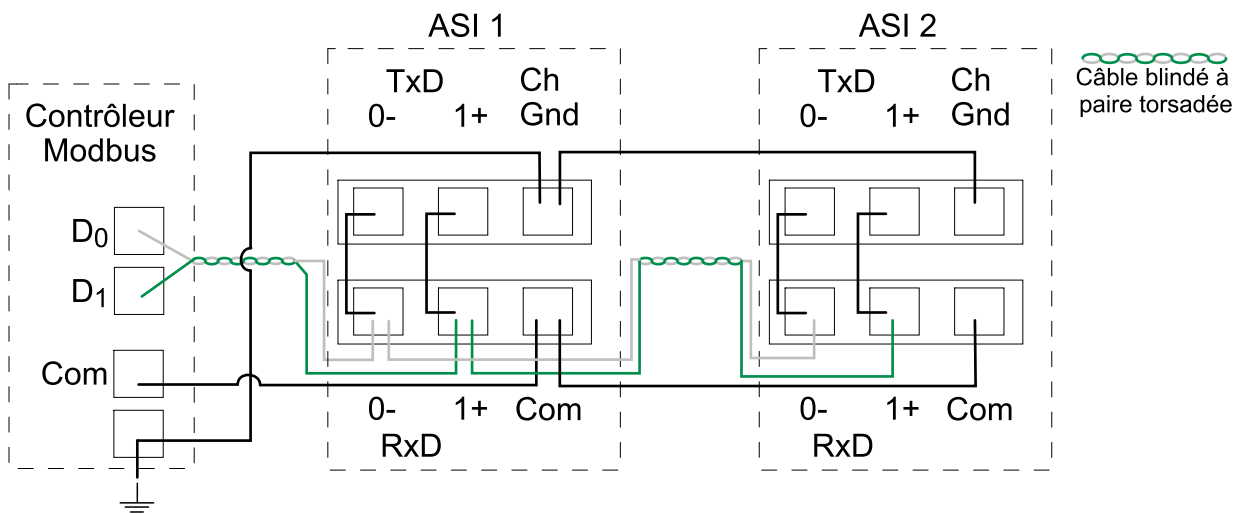 ASI 1
ASI 2
Câble blindé à
paire torsadée
Contrôleur
Modbus
D0
D1
Com
TxD
Ch
0-
1+
Gnd
0-
1+
Com
RxD
TxD
Ch
0-
1+
Gnd
0-
1+
Com
RxD